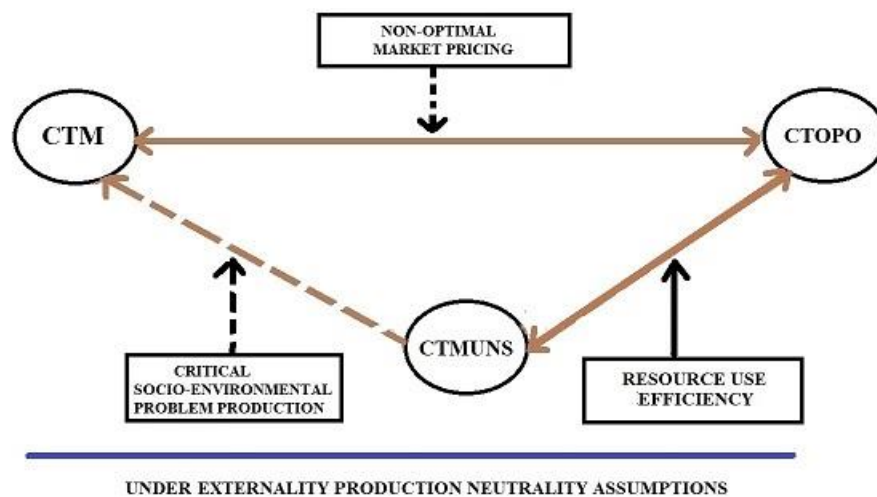 NON-OPTIMAL
MARKET PRICING
CTM
CTOPO
CTMUNS
CRITICAL
SOCIO-ENVIRONMENTAL
PROBLEM PRODUCTION
RESOURCE USE
EFFICIENCY
UNDER EXTERNALITY PRODUCTION NEUTRALITY ASSUMPTIONS